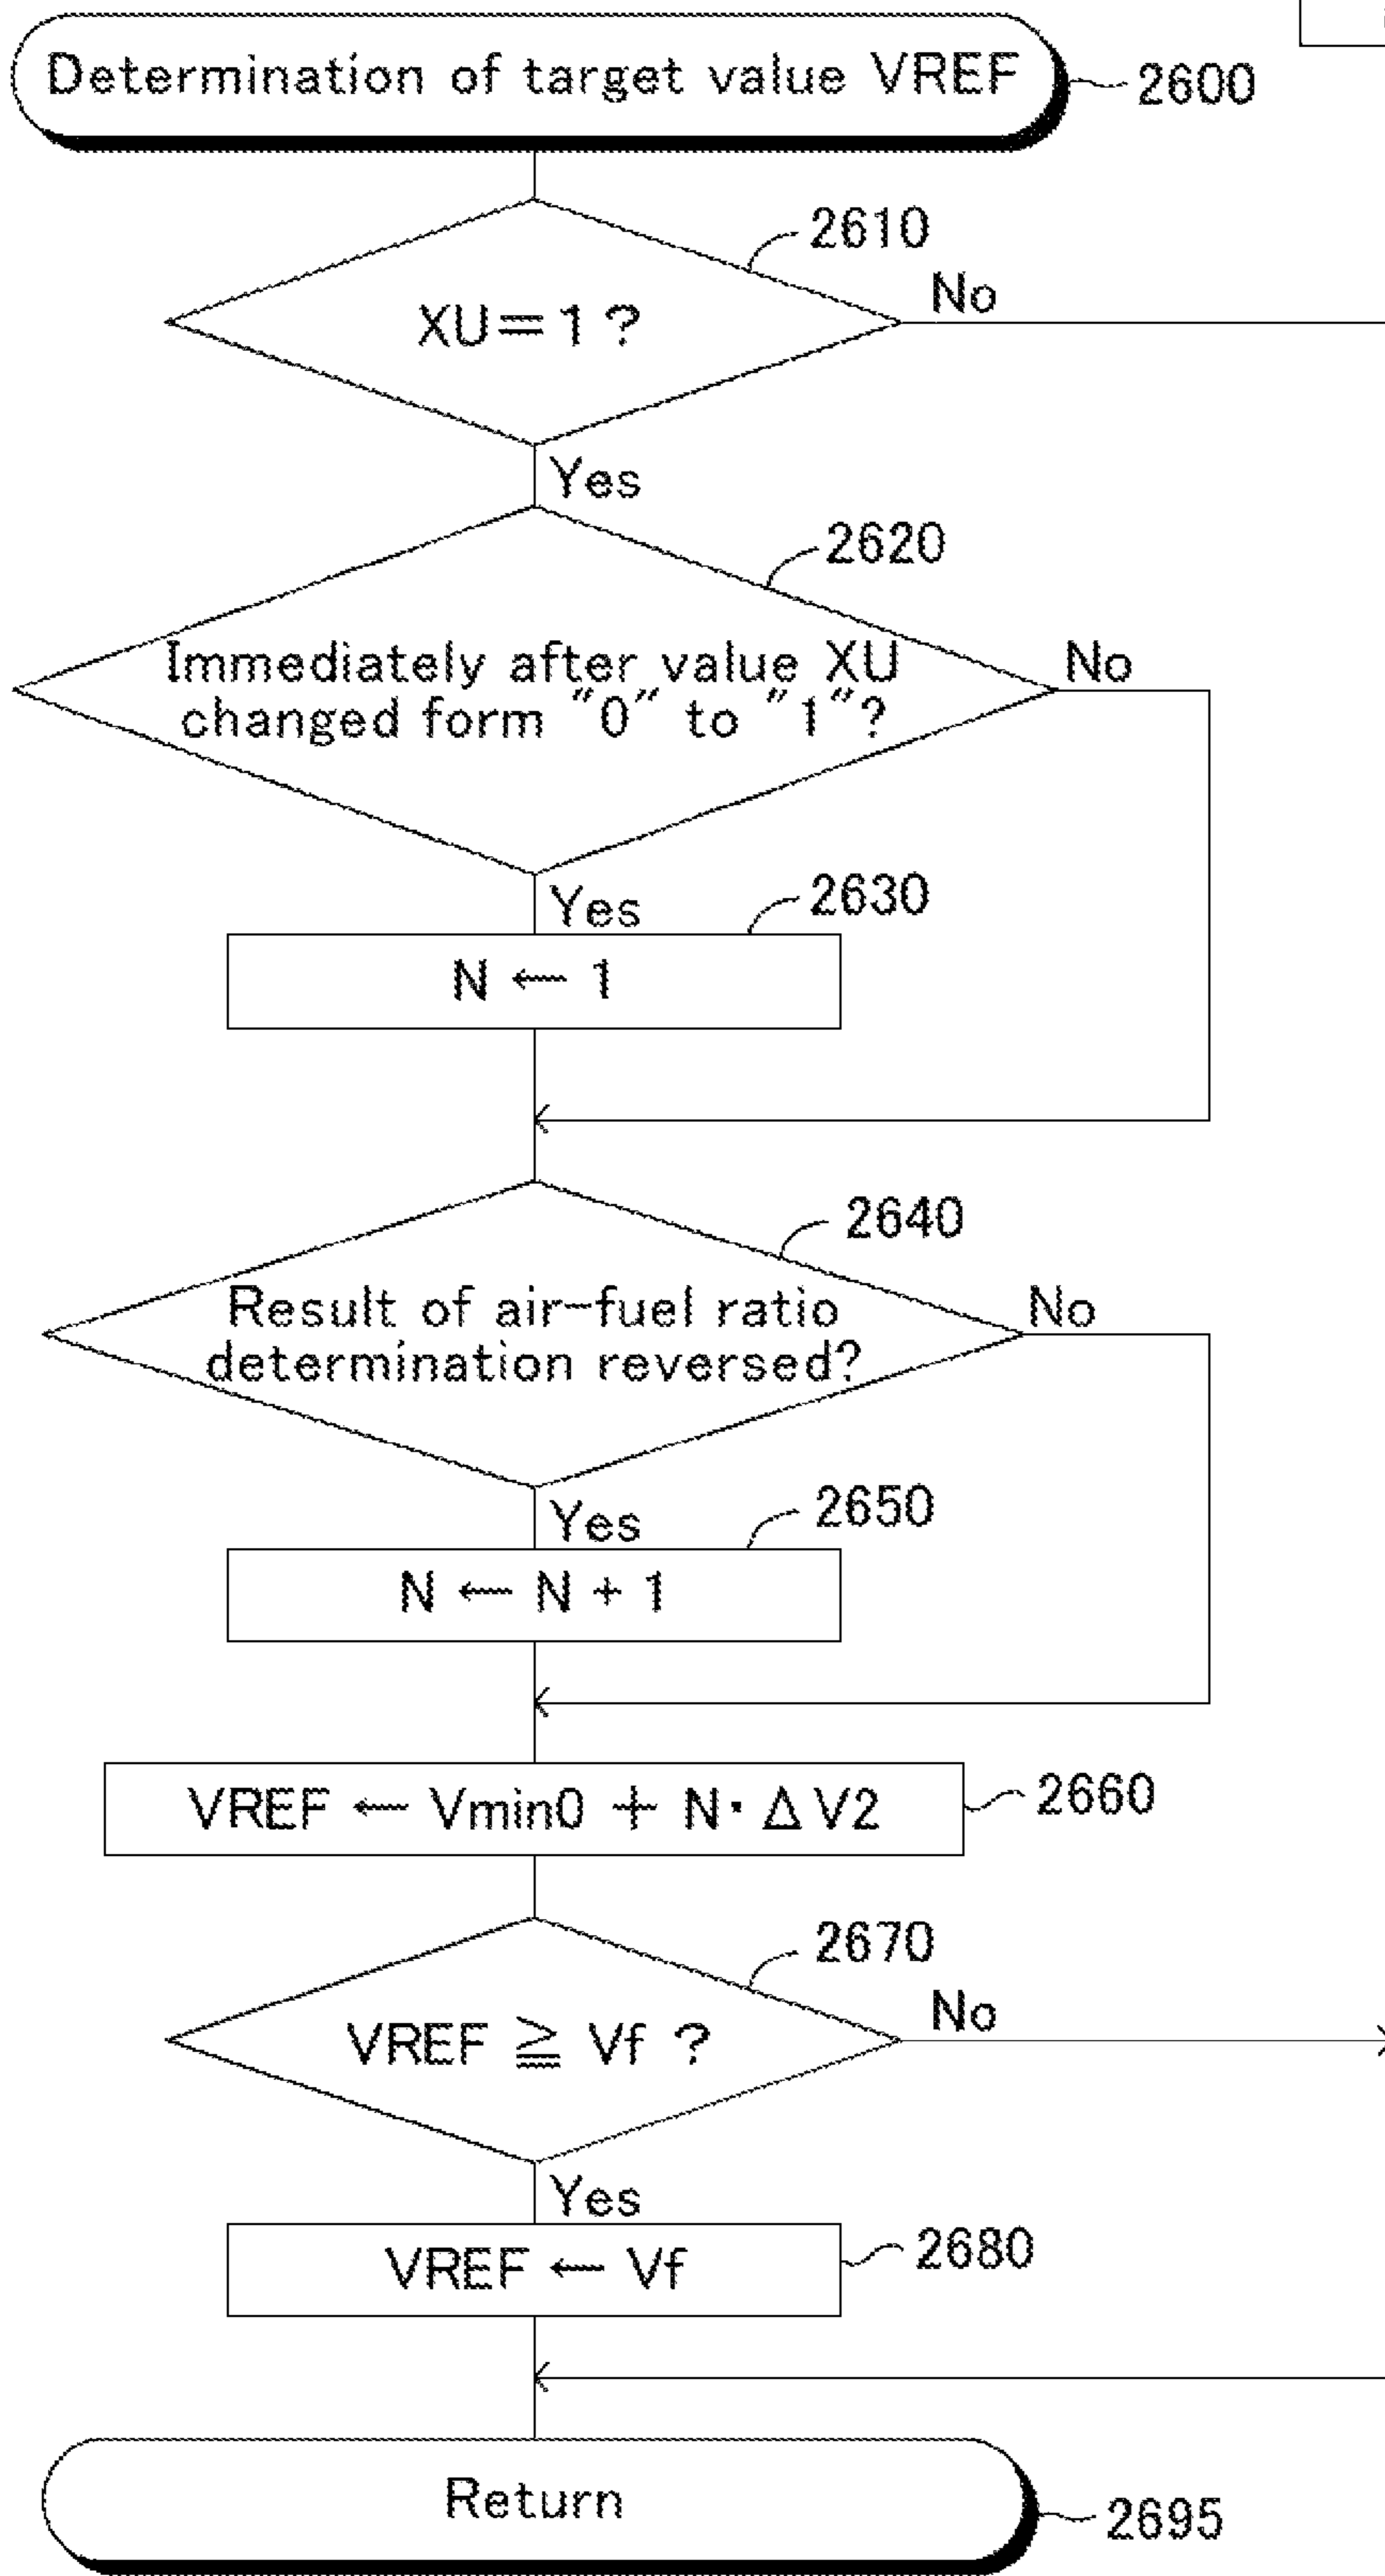 Determination of target value VREF
2600
2610
XU=1?
No
Yes
2620
Immediately after value XU
changed form "0" to "1"?
No
Yes
2630
N ← 1
2640
Result of air-fuel ratio
determination reversed?
No
Yes
2650
N ← N + 1
VREF ← Vmin0 + N・ΔV2
2660
2670
VREF ≧ Vf ?
No
Yes
VREF ← Vf
2680
Return
2695